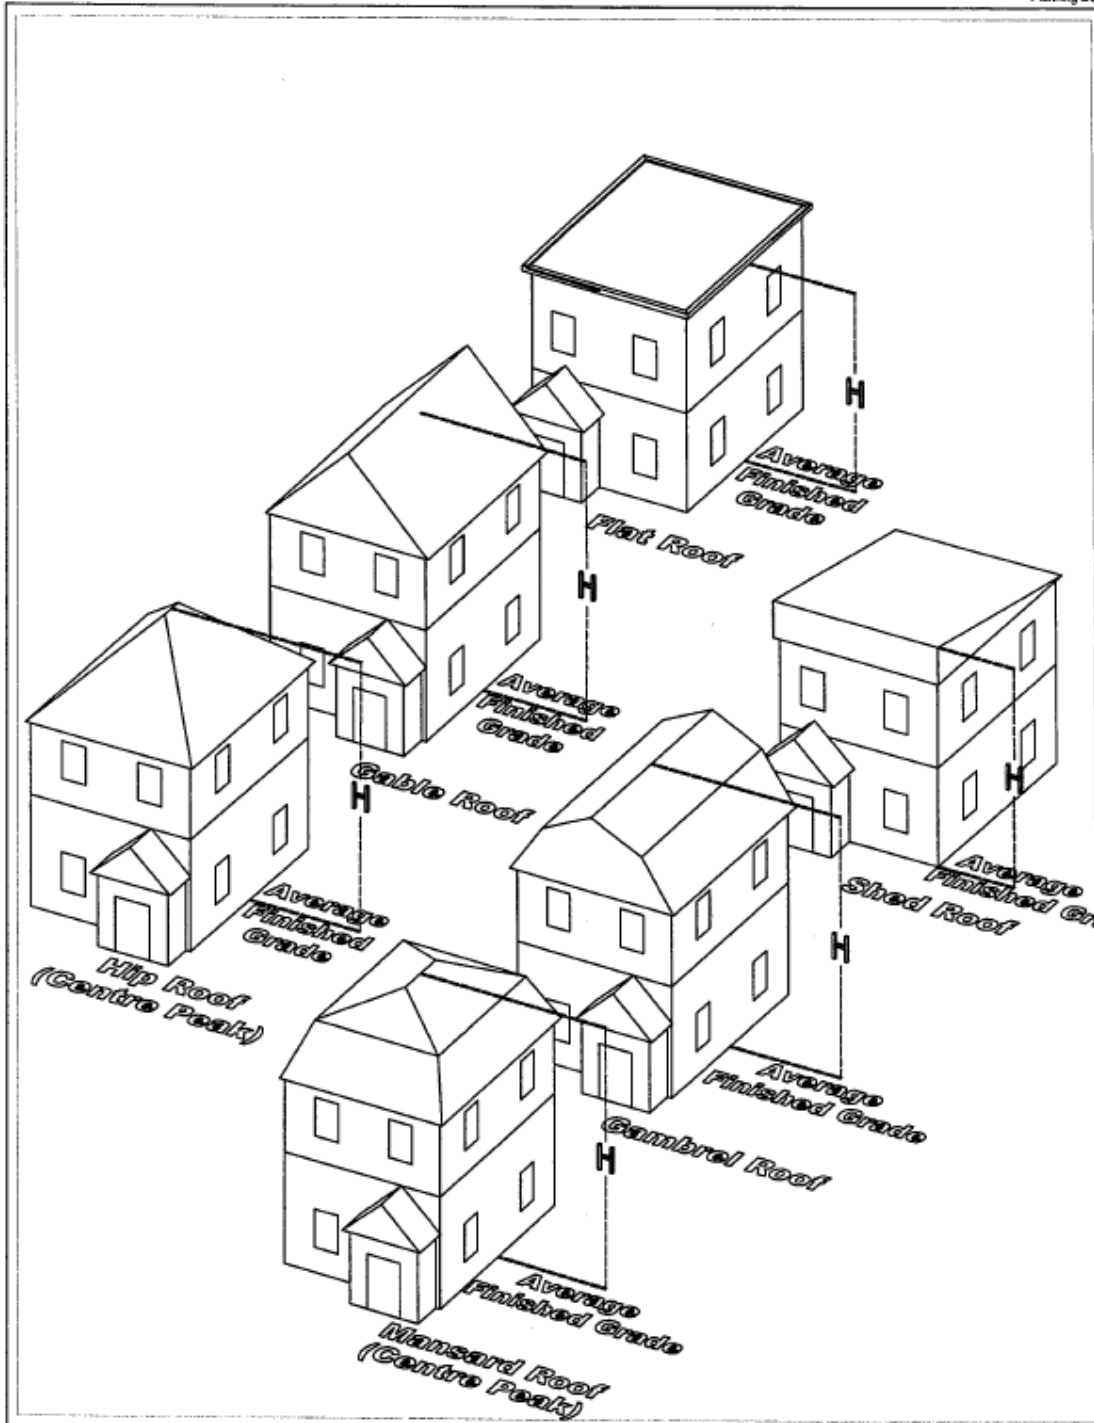 H
Average
Finished
Grade
Flat Roof
H
Average
Finished
Grade
Gable Roof
H
Average
Finished
Grade
Hip Roof
(Centre Peak)
H
Average
Finished Gr
Shed Roof
H
Average
Finished Grade
Gambrel Roof
H
Average
Finished Grade
Mansard Roof
(Centre Peak)